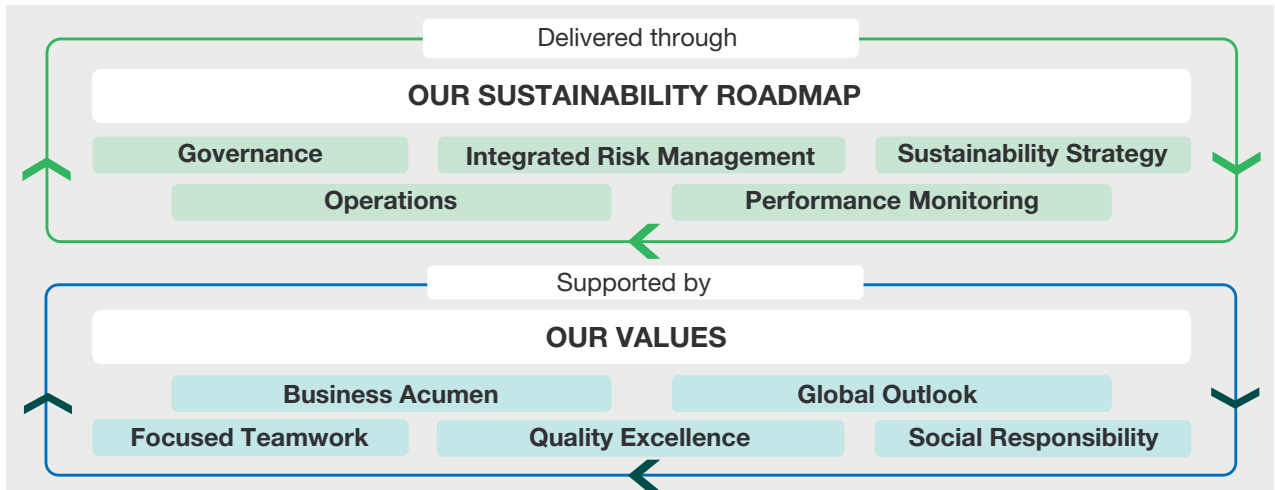 Delivered through
OUR SUSTAINABILITY ROADMAP
Governance
Integrated Risk Management
Sustainability Strategy
Operations
Performance Monitoring
Supported by
OUR VALUES
Business Acumen
Global Outlook
Focused Teamwork
Quality Excellence
Social Responsibility